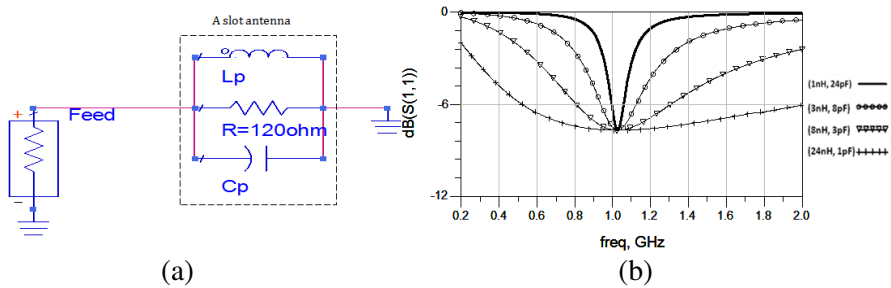 A slot antenna
Lp
R=120ohm
Cp
Feed
+
-
(a)
0
-6
-12
dB(S(1,1))
0.2 0.4 0.6 0.8 1.0 1.2 1.4 1.6 1.8 2.0
freq, GHz
(1nH, 24pF)
(3nH, 8pF)
(8nH, 3pF)
(24nH, 1pF)
(b)